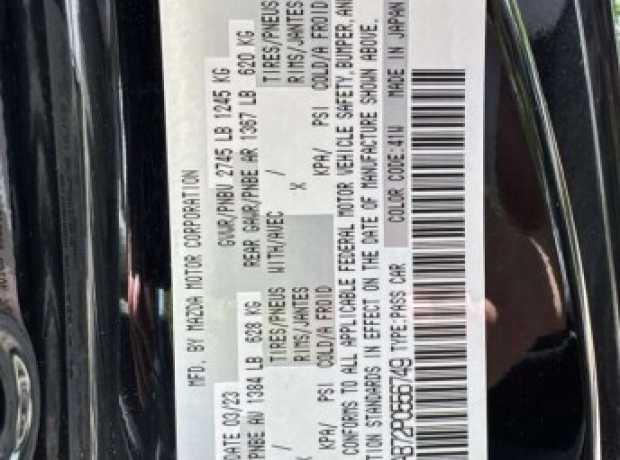 MFD. BY MAZDA MOTOR CORPORATION
DATE 03/23 GVWR/PNBV 2745 LB 1245 KG
PNBE AV 1384 LB 628 KG REAR GAWR/PNBE AR 1367 LB 620 KG
TIRES/PNEUS WITH/AVEC / TIRES/PNEUS
RIMS/JANTES X RIMS/JANTES
PSI COLD/A FROID KPA/ PSI COLD/A FROID
CONFORMS TO ALL APPLICABLE FEDERAL MOTOR VEHICLE SAFETY, BUMPER, AN
STANDARDS IN EFFECT ON THE DATE OF MANUFACTURE SHOWN ABOVE.
AB72P0566749 TYPE:PASS CAR COLOR CODE:41W MADE IN JAPAN